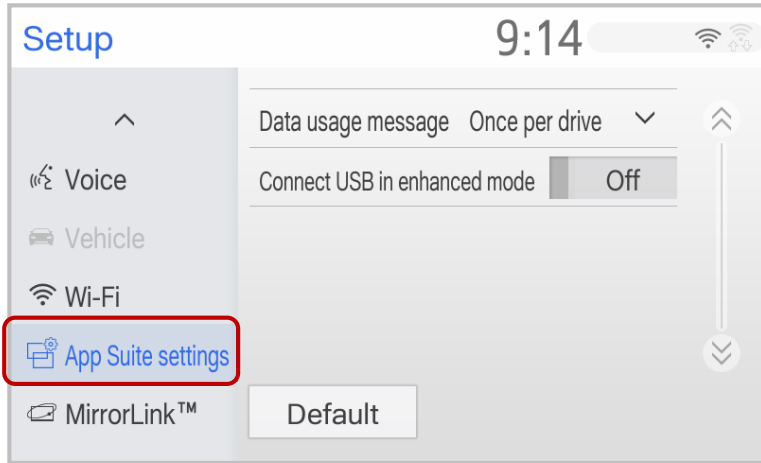 Setup 9:14
Data usage message Once per drive
Voice
Connect USB in enhanced mode Off
Vehicle
Wi-Fi
App Suite settings
MirrorLink™
Default